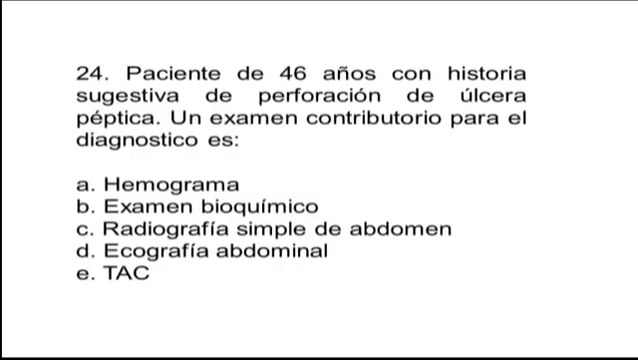 24. Paciente de 46 años con historia
sugestiva de perforación de úlcera
péptica. Un examen contributorio para el
diagnostico es:
a. Hemograma
b. Examen bioquímico
c. Radiografía simple de abdomen
d. Ecografía abdominal
e. TAC